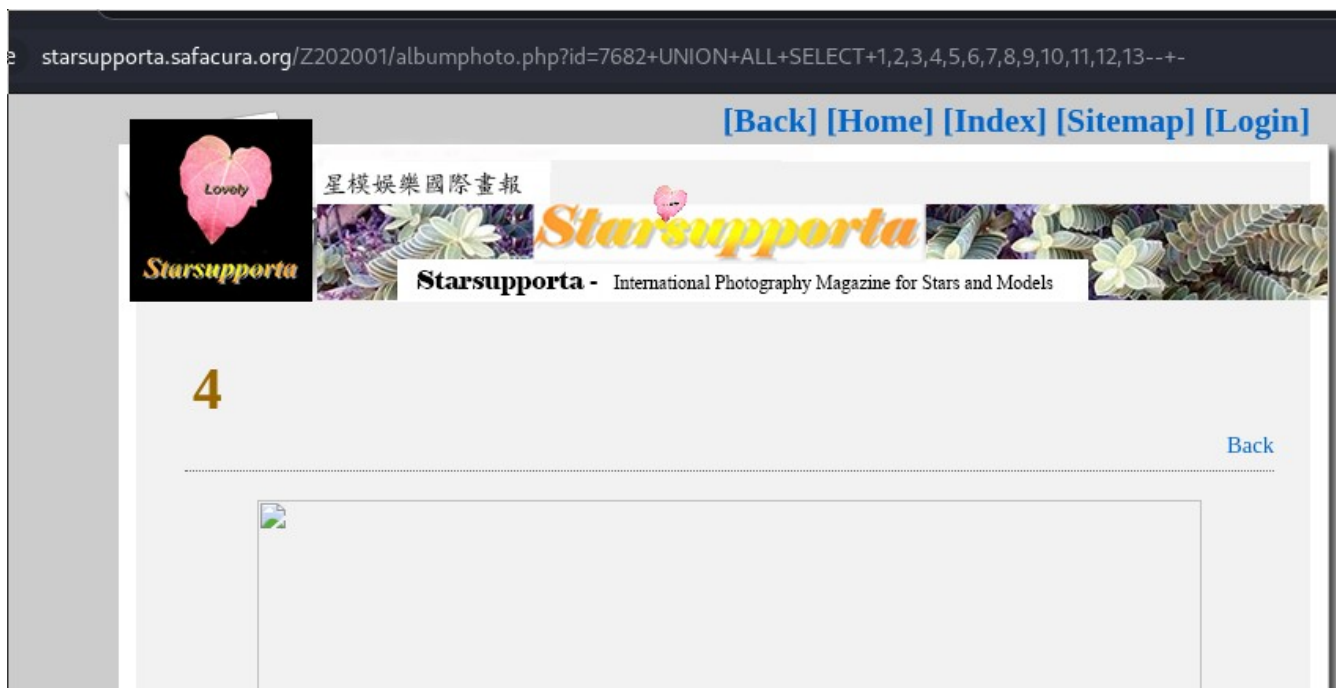 starsupporta.safacura.org/Z202001/albumphoto.php?id=7682+UNION+ALL+SELECT+1,2,3,4,5,6,7,8,9,10,11,12,13--+-
[Back] [Home] [Index] [Sitemap] [Login]
Lovely
Starsupporta
星模娛樂國際畫報
Starsupporta
Starsupporta - International Photography Magazine for Stars and Models
4
Back